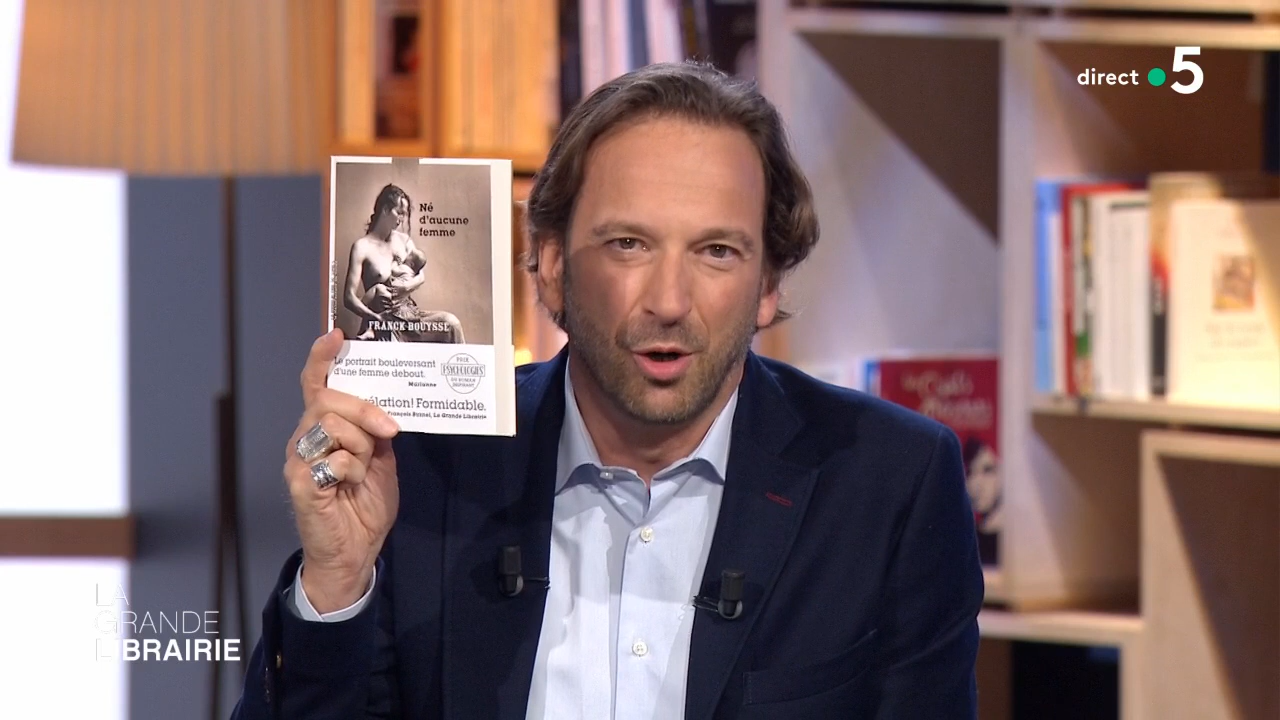 direct 5
Né
d'aucune
femme
FRANCK BOUYSSE
Le portrait bouleversant
d'une femme debout.
Marianne
PRIX
PSYCHOLOGIES
DU ROMAN
INSPIRANT
élation! Formidable.
François Busnel, La Grande Librairie
LA
GRANDE
LIBRAIRIE